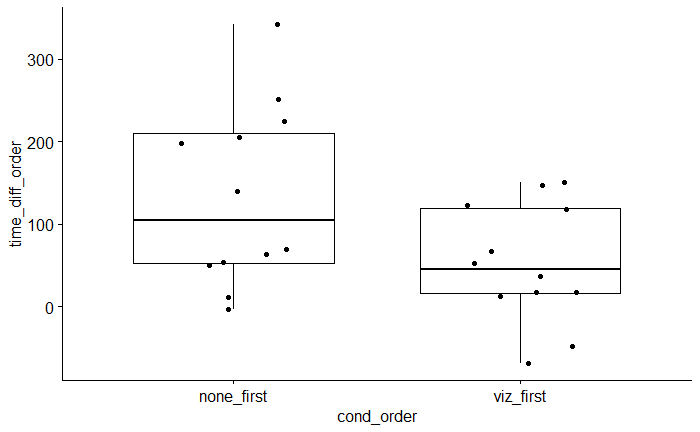 300
200
100
0
time_diff_order
none_first
viz_first
cond_order